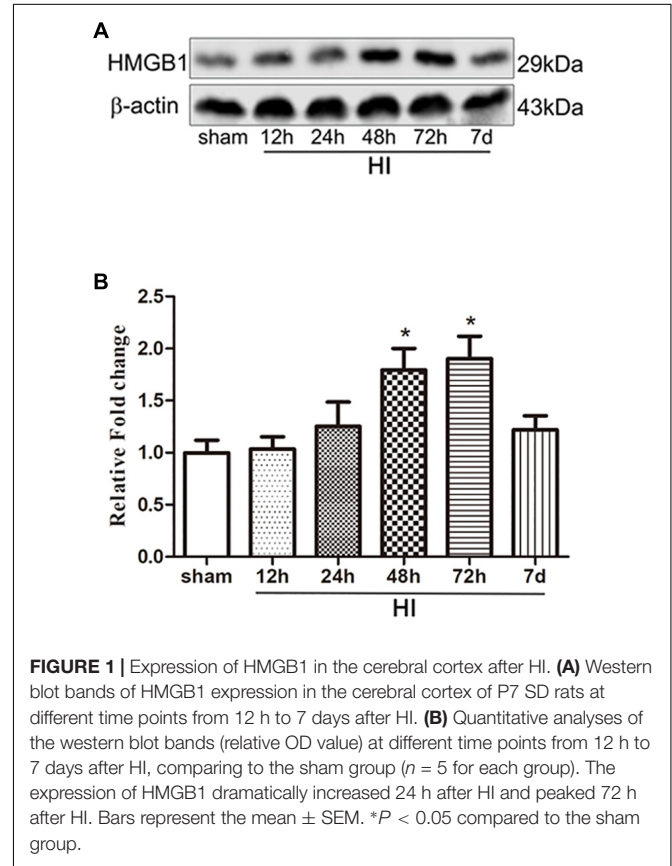 A
HMGB1 29kDa
β-actin 43kDa
sham 12h 24h 48h 72h 7d
HI
B
Relative Fold change
2.5
2.0
1.5
1.0
0.5
0.0
* *
sham 12h 24h 48h 72h 7d
HI
FIGURE 1 | Expression of HMGB1 in the cerebral cortex after HI. (A) Western
blot bands of HMGB1 expression in the cerebral cortex of P7 SD rats at
different time points from 12 h to 7 days after HI. (B) Quantitative analyses of
the western blot bands (relative OD value) at different time points from 12 h to
7 days after HI, comparing to the sham group (n = 5 for each group). The
expression of HMGB1 dramatically increased 24 h after HI and peaked 72 h
after HI. Bars represent the mean ± SEM. *P < 0.05 compared to the sham
group.